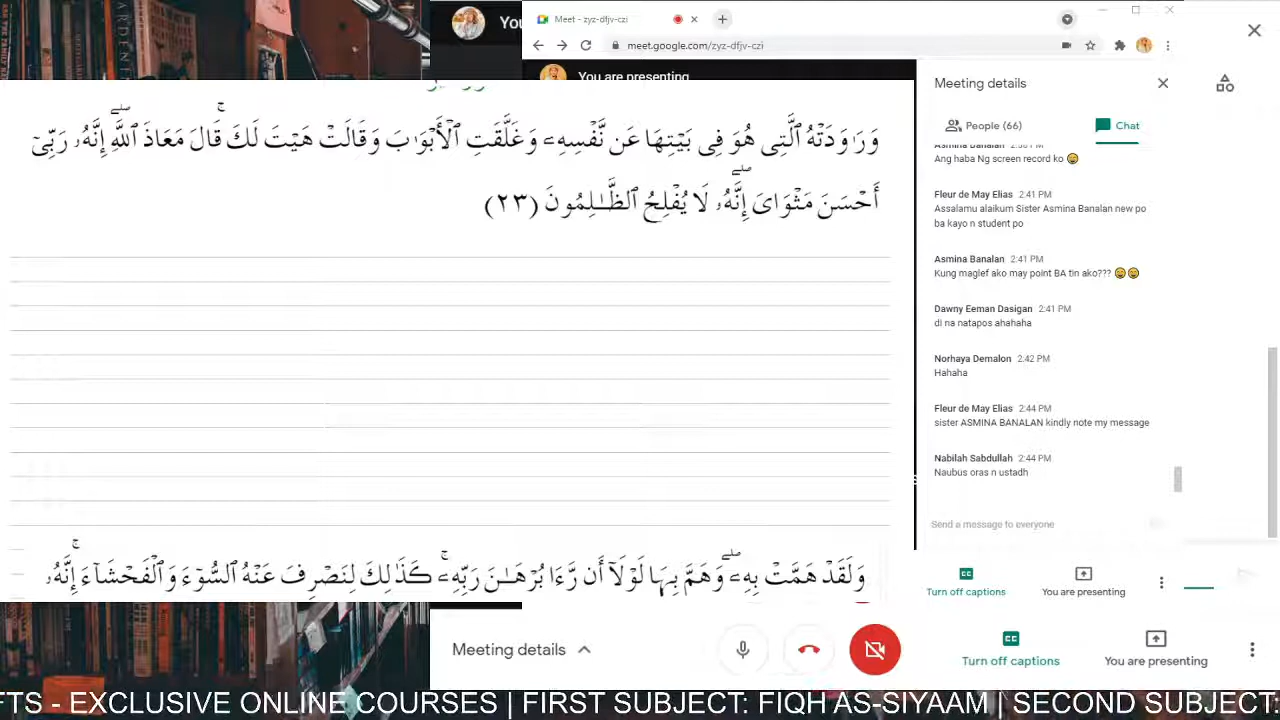 You
Meet - zyz-dfjv-czi
meet.google.com/zyz-dfjv-czi
You are presenting
وَرَٰوَدَتْهُ ٱلَّتِى هُوَ فِى بَيْتِهَا عَن نَّفْسِهِۦ وَغَلَّقَتِ ٱلْأَبْوَٰبَ وَقَالَتْ هَيْتَ لَكَ ۚ قَالَ مَعَاذَ ٱللَّهِ ۖ إِنَّهُۥ رَبِّىٓ
أَحْسَنَ مَثْوَاىَ ۖ إِنَّهُۥ لَا يُفْلِحُ ٱلظَّـٰلِمُونَ (٢٣)
وَلَقَدْ هَمَّتْ بِهِۦ ۖ وَهَمَّ بِهَا لَوْلَآ أَن رَّءَا بُرْهَـٰنَ رَبِّهِۦ ۚ كَذَٰلِكَ لِنَصْرِفَ عَنْهُ ٱلسُّوٓءَ وَٱلْفَحْشَآءَ ۚ إِنَّهُۥ
Meeting details
People (66)
Chat
Asmina Banalan 2:38 PM
Ang haba Ng screen record ko 😄
Fleur de May Elias 2:41 PM
Assalamu alaikum Sister Asmina Banalan new po
ba kayo n student po
Asmina Banalan 2:41 PM
Kung maglef ako may point BA tin ako??? 😄😄
Dawny Eeman Dasigan 2:41 PM
di na natapos ahahaha
Norhaya Demalon 2:42 PM
Hahaha
Fleur de May Elias 2:44 PM
sister ASMINA BANALAN kindly note my message
Nabilah Sabdullah 2:44 PM
Naubus oras n ustadh
Send a message to everyone
Turn off captions
You are presenting
Meeting details
Turn off captions
You are presenting
FTS - EXCLUSIVE ONLINE COURSES | FIRST SUBJECT: FIQH AS-SIYAAM | SECOND SUBJECT: